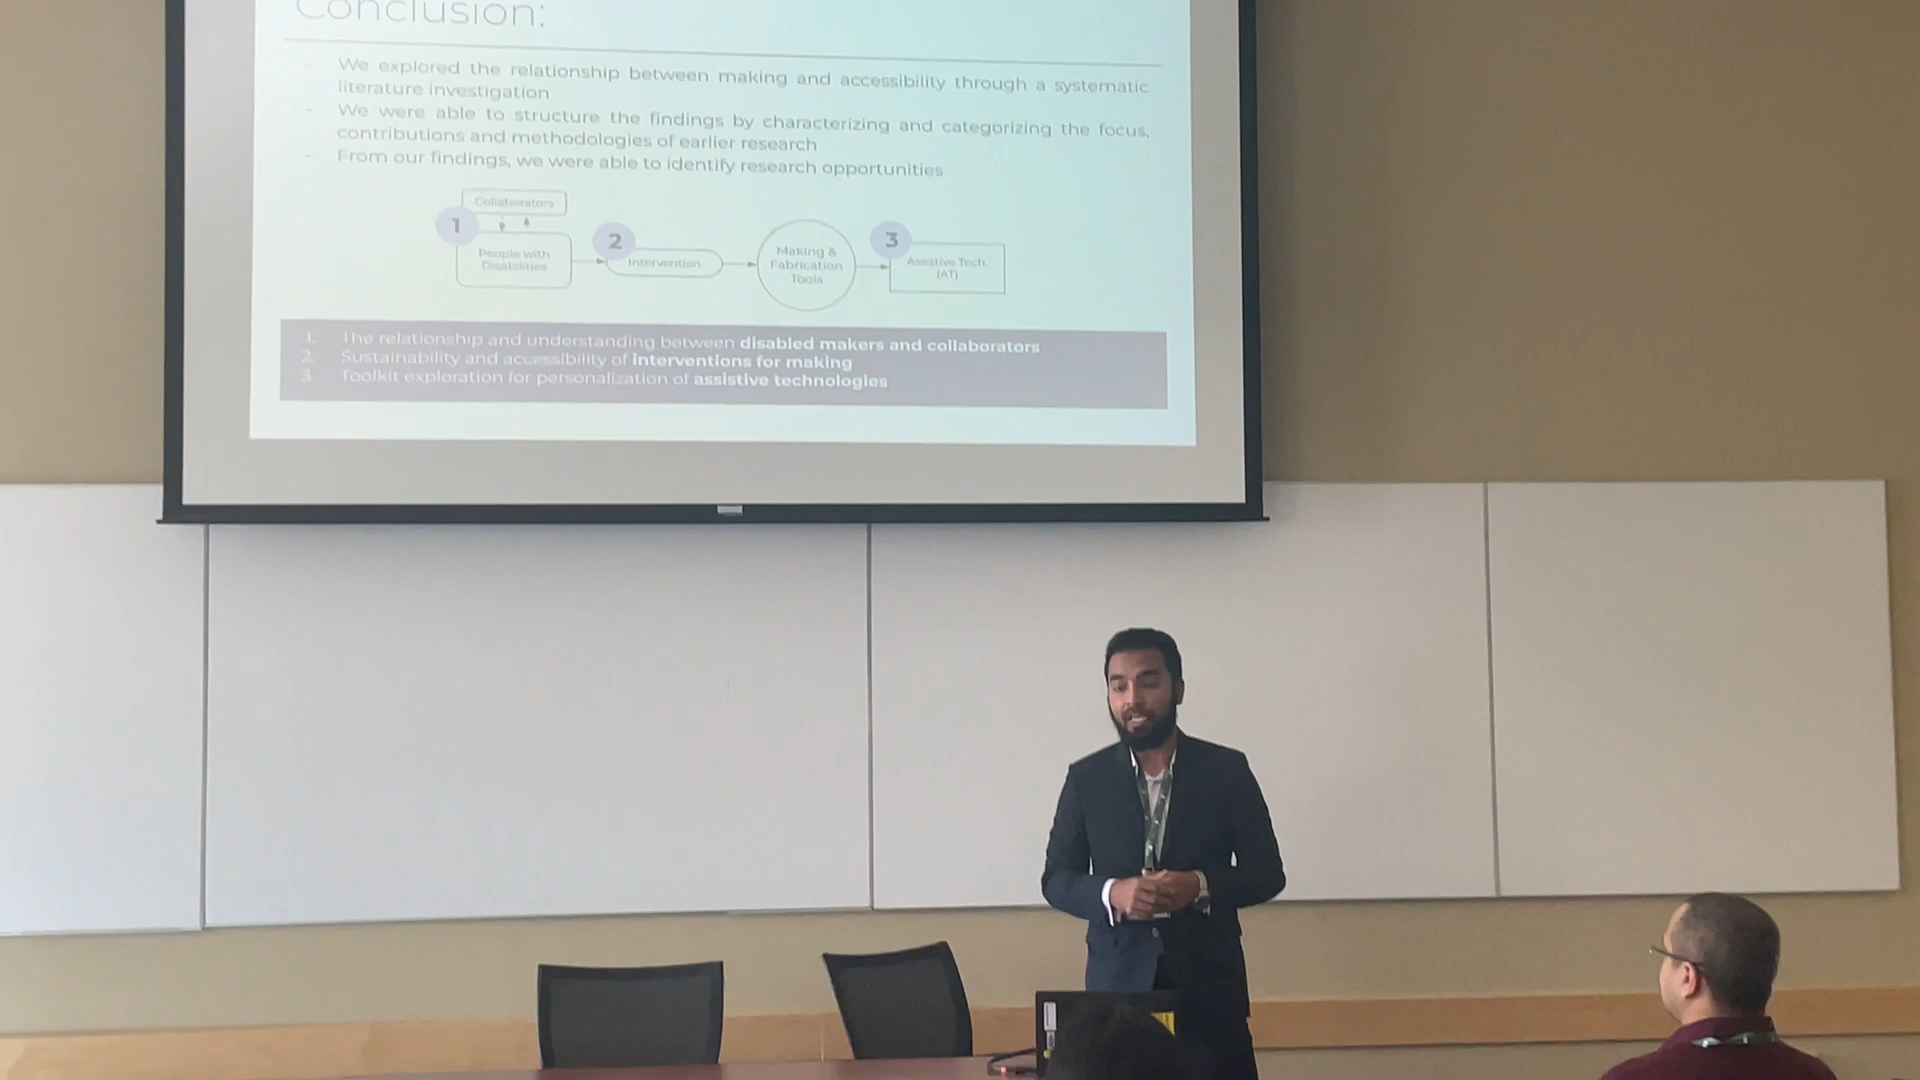 Conclusion:
- We explored the relationship between making and accessibility through a systematic
literature investigation
- We were able to structure the findings by characterizing and categorizing the focus,
contributions and methodologies of earlier research
- From our findings, we were able to identify research opportunities
Collaborators
1
People with
Disabilities
2
Intervention
Making &
Fabrication
Tools
3
Assistive Tech.
(AT)
1. The relationship and understanding between disabled makers and collaborators
2. Sustainability and accessibility of interventions for making
3. Toolkit exploration for personalization of assistive technologies